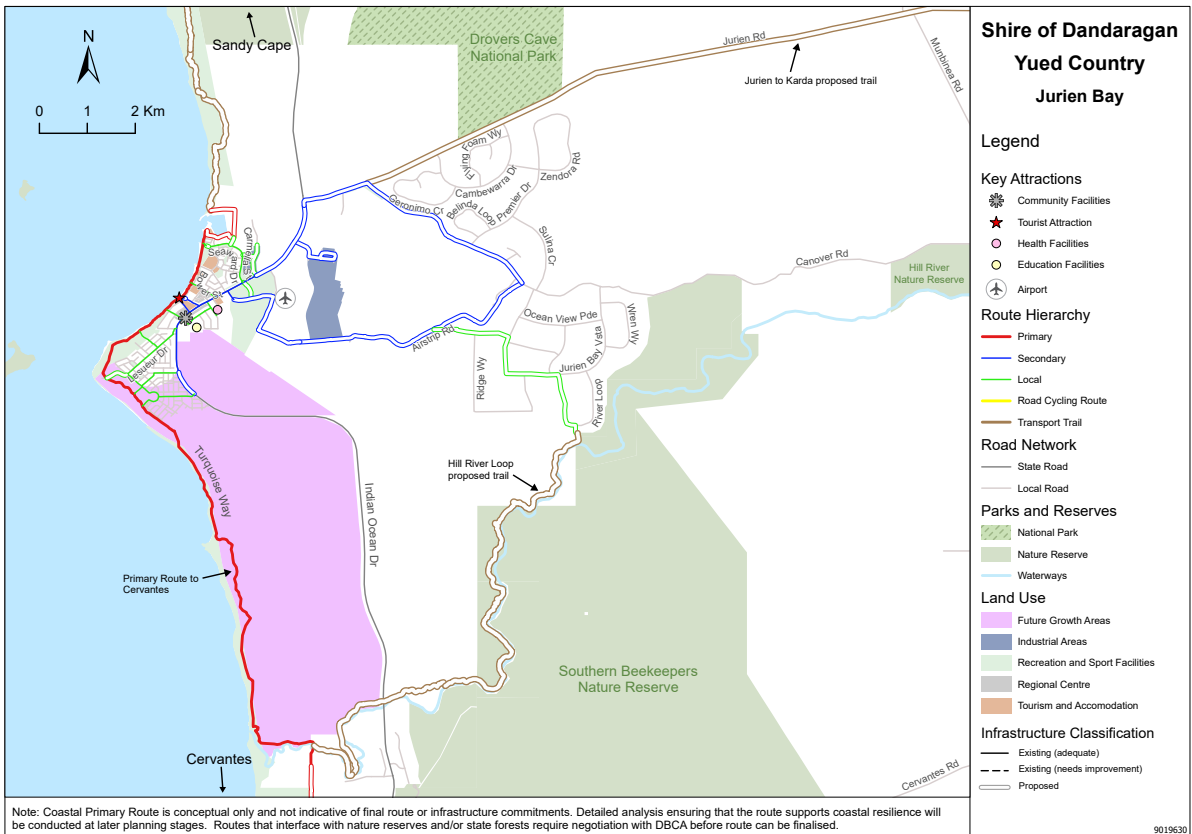 Sandy Cape
N
0 1 2 Km
Drovers Cave
National Park
Jurien Rd
Jurien to Karda proposed trail
Munbinea Rd
Flying Foam Wy
Zendora Rd
Cambewarra Dr
Geronimo Cr
Belinda Loop
Premier Dr
Sulina Cr
Canover Rd
Hill River
Nature Reserve
Seaward Dr
Carmella St
Airstrip Rd
Ocean View Pde
Wren Wy
Jurien Bay Vista
Ridge Wy
River Loop
Lesueur Dr
Turquoise Way
Indian Ocean Dr
Hill River Loop
proposed trail
Primary Route to
Cervantes
Southern Beekeepers
Nature Reserve
Cervantes
Cervantes Rd
Shire of Dandaragan
Yued Country
Jurien Bay
Legend
Key Attractions
Community Facilities
Tourist Attraction
Health Facilities
Education Facilities
Airport
Route Hierarchy
Primary
Secondary
Local
Road Cycling Route
Transport Trail
Road Network
State Road
Local Road
Parks and Reserves
National Park
Nature Reserve
Waterways
Land Use
Future Growth Areas
Industrial Areas
Recreation and Sport Facilities
Regional Centre
Tourism and Accomodation
Infrastructure Classification
Existing (adequate)
Existing (needs improvement)
Proposed
Note: Coastal Primary Route is conceptual only and not indicative of final route or infrastructure commitments. Detailed analysis ensuring that the route supports coastal resilience will
be conducted at later planning stages. Routes that interface with nature reserves and/or state forests require negotiation with DBCA before route can be finalised.
9019630